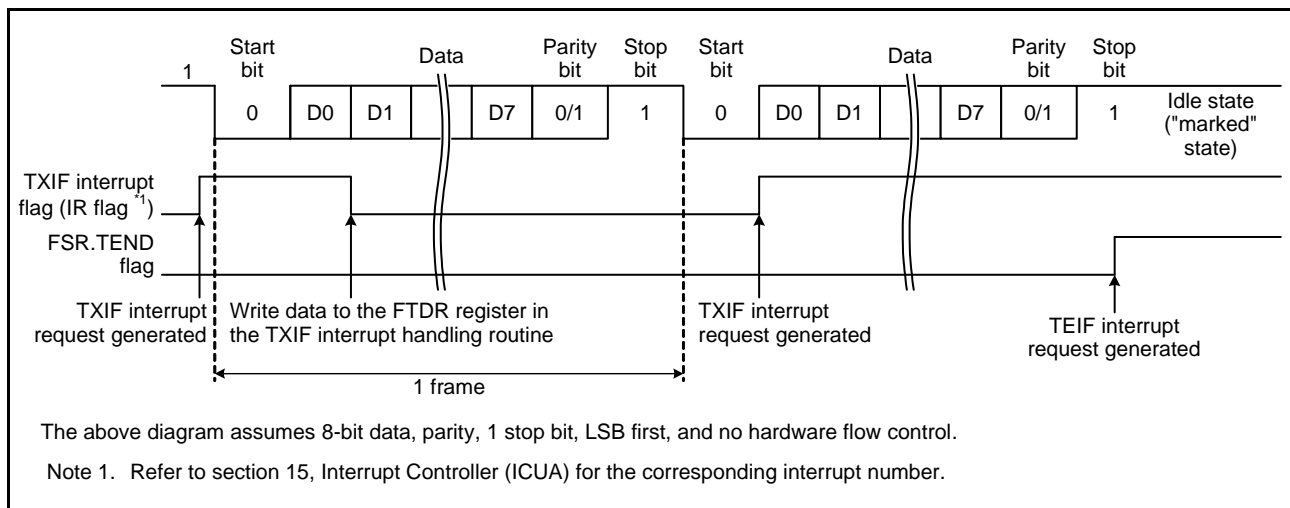 Start bit Data Parity bit Stop bit Start bit Data Parity bit Stop bit
1 0 D0 D1 D7 0/1 1 0 D0 D1 D7 0/1 1 Idle state ("marked" state)
TXIF interrupt
flag (IR flag *1)
FSR.TEND
flag
TXIF interrupt
request generated
Write data to the FTDR register in
the TXIF interrupt handling routine
TXIF interrupt
request generated
TEIF interrupt
request generated
1 frame
The above diagram assumes 8-bit data, parity, 1 stop bit, LSB first, and no hardware flow control.
Note 1. Refer to section 15, Interrupt Controller (ICUA) for the corresponding interrupt number.